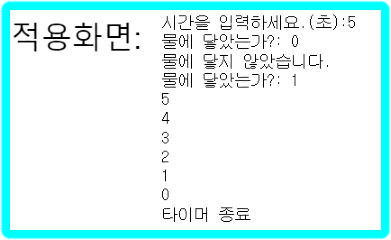 적용화면:
시간을 입력하세요.(초):5
물에 닿았는가?: 0
물에 닿지 않았습니다.
물에 닿았는가?: 1
5
4
3
2
1
0
타이머 종료